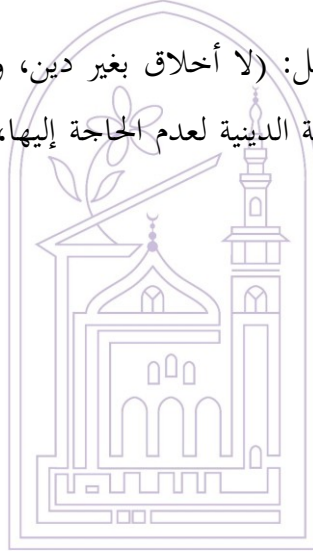 ل: (لا أخلاق بغير دين، و
ة الدينية لعدم الحاجة إليها،